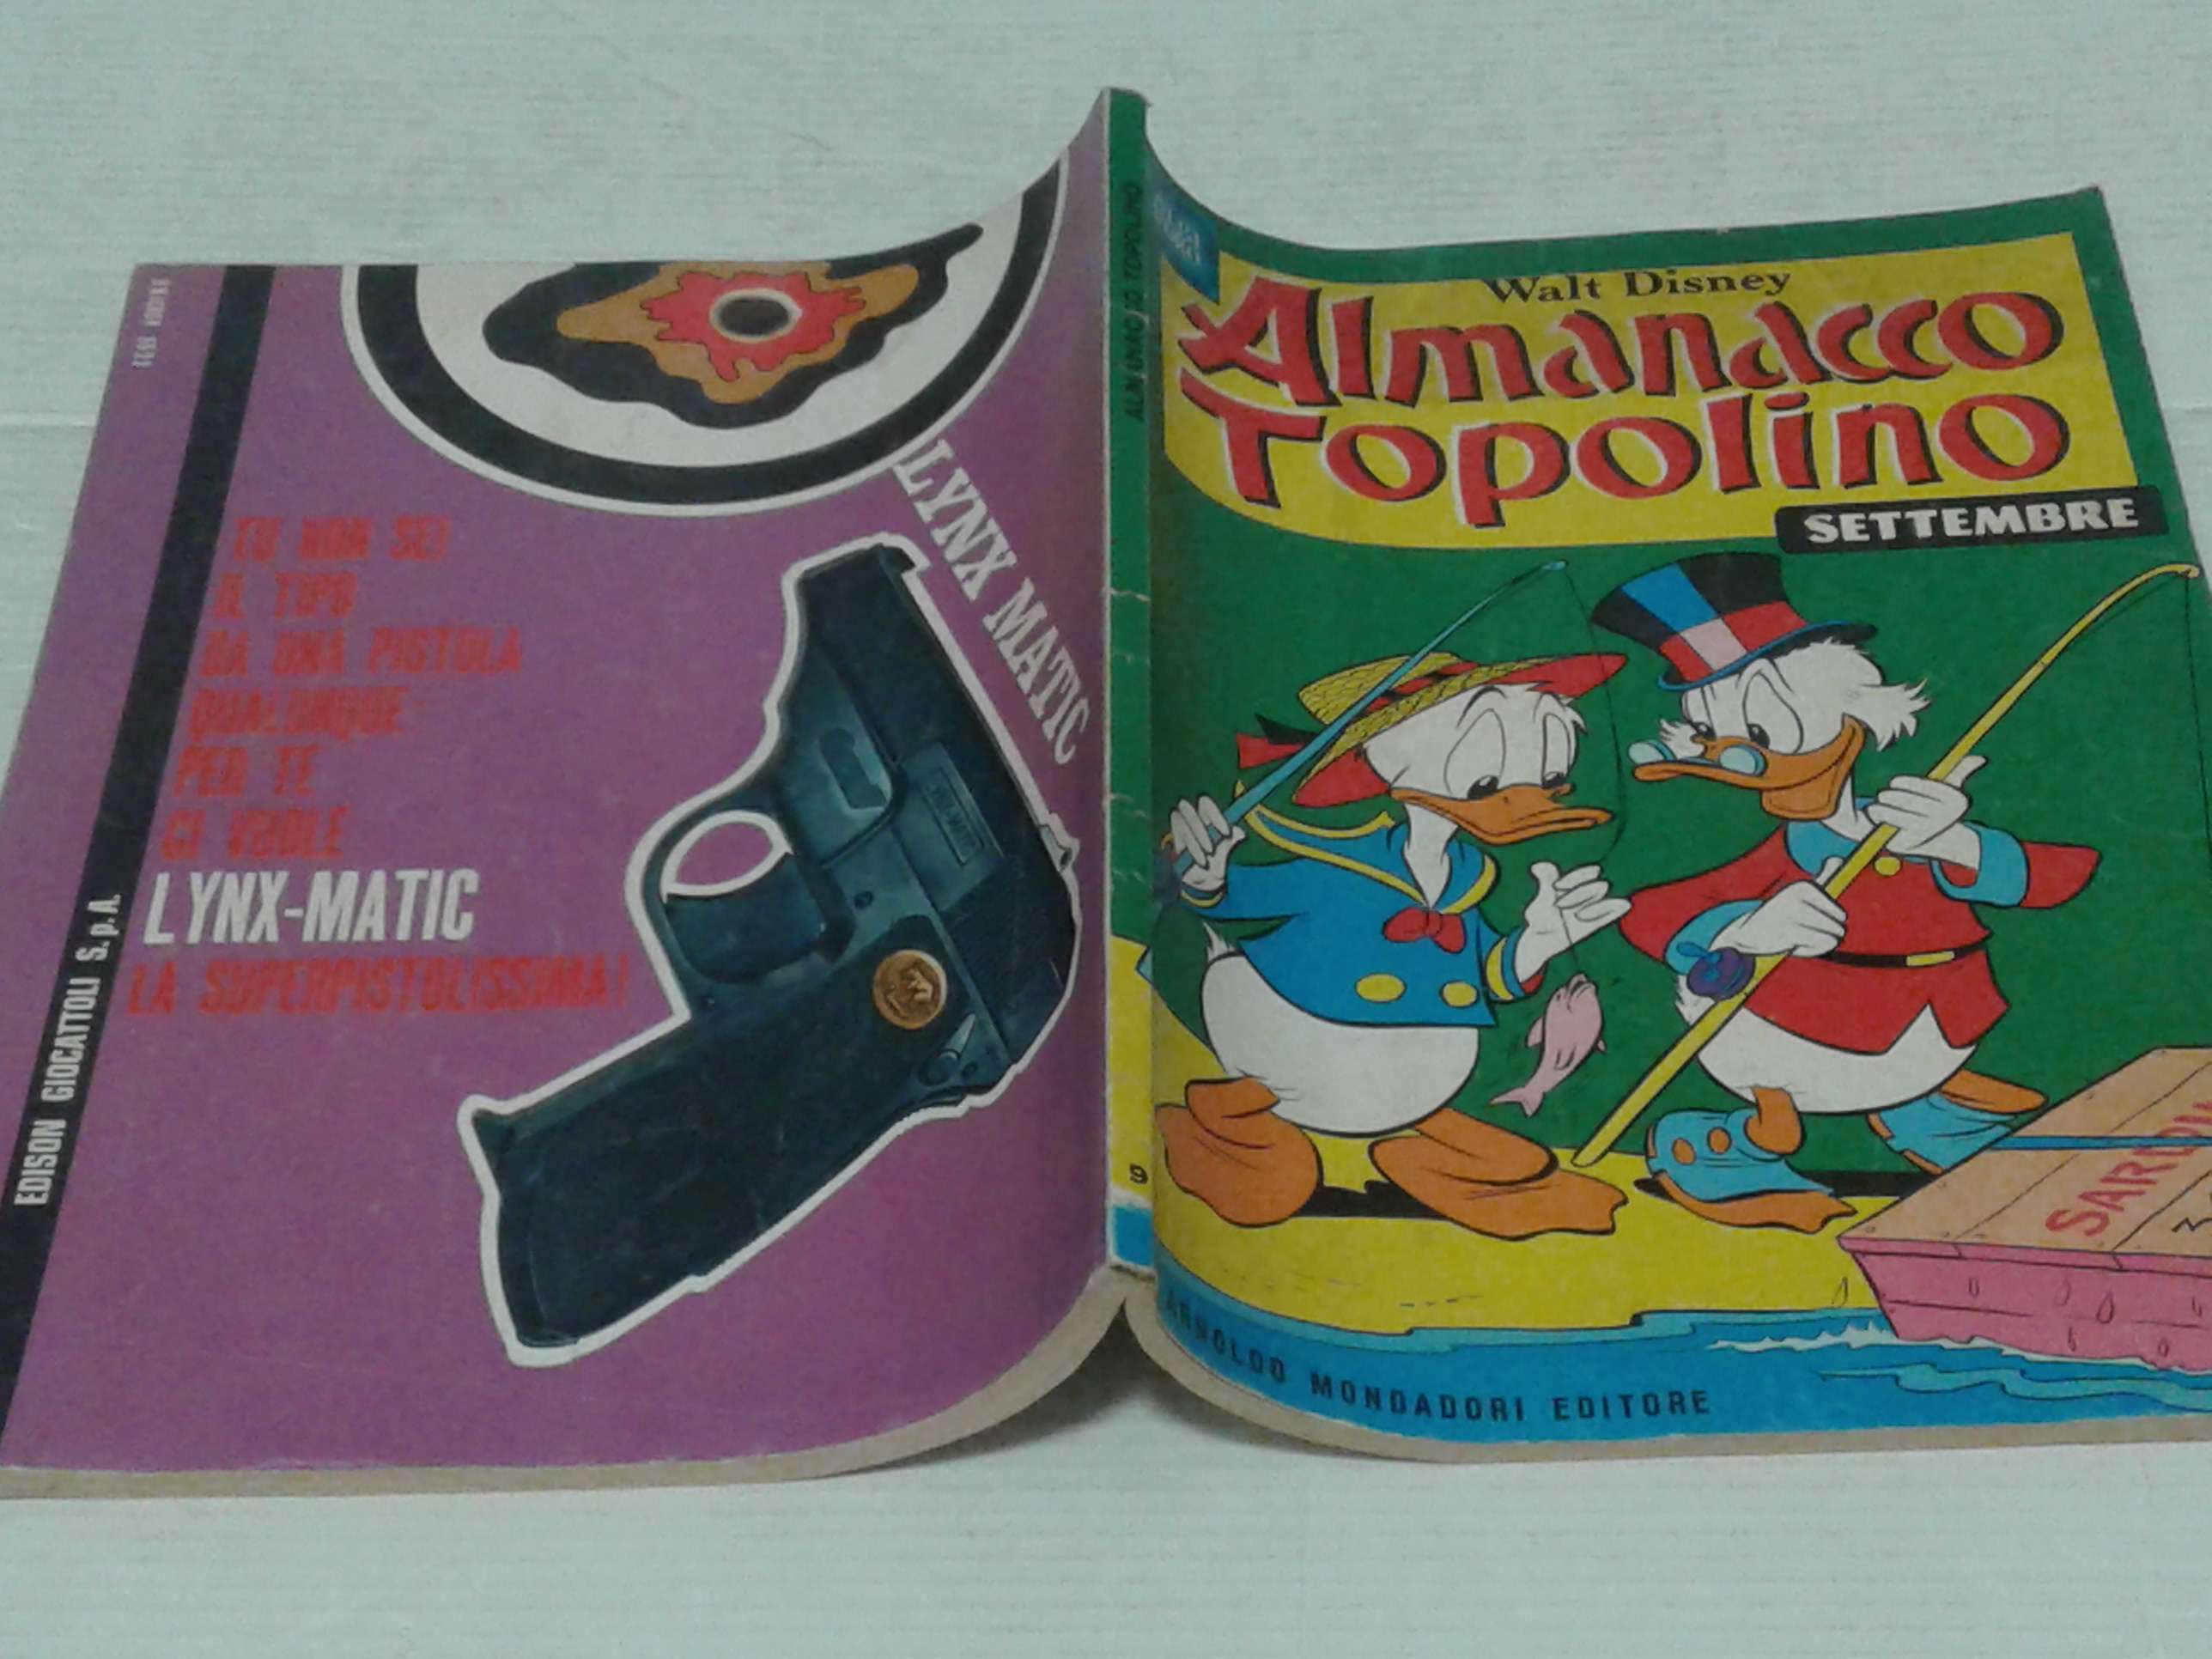 TU NON SEI
IL TIPO
DA UNA PISTOLA
QUALUNQUE
PER TE
CI VUOLE
LYNX-MATIC
LA SUPERPISTOLISSIMA!
EDISON GIOCATTOLI S.p.A.
LYNX MATIC
ALMANACCO TOPOLINO
9
Walt Disney
Almanacco
Topolino
SETTEMBRE
ARNOLDO MONDADORI EDITORE